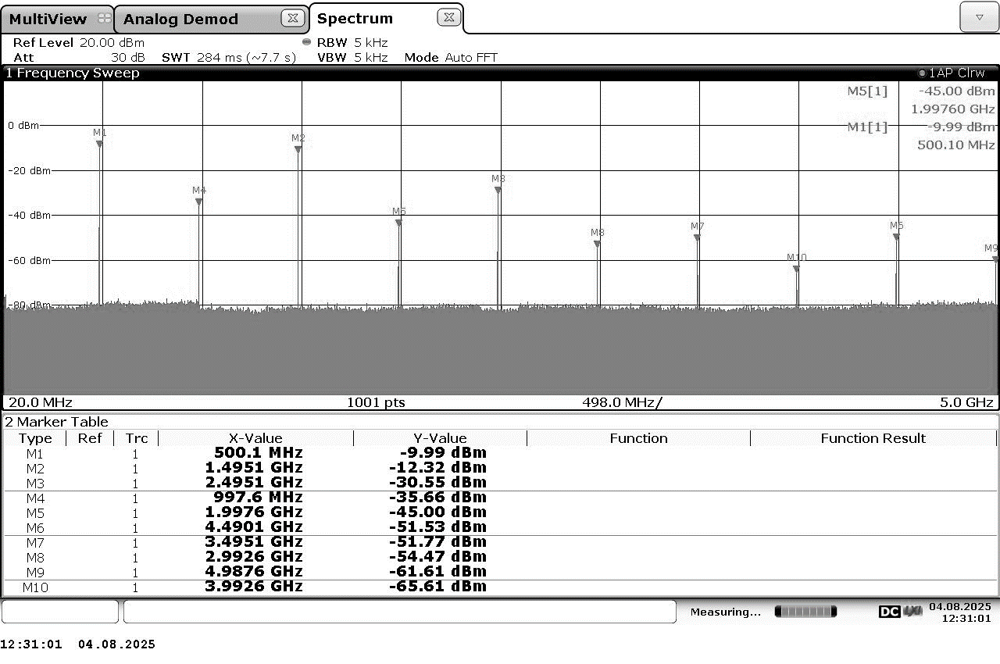 MultiView Analog Demod Spectrum
Ref Level 20.00 dBm RBW 5 kHz
Att 30 dB SWT 284 ms (~7.7 s) VBW 5 kHz Mode Auto FFT
1 Frequency Sweep 1AP Clrw
M5[1] -45.00 dBm
1.99760 GHz
M1[1] -9.99 dBm
500.10 MHz
0 dBm
M1
M2
-20 dBm
M3
M4
-40 dBm
M5
M6
M7
M8
M9
-60 dBm
M10
-80 dBm
20.0 MHz 1001 pts 498.0 MHz/ 5.0 GHz
2 Marker Table
Type Ref Trc X-Value Y-Value Function Function Result
M1 1 500.1 MHz -9.99 dBm
M2 1 1.4951 GHz -12.32 dBm
M3 1 2.4951 GHz -30.55 dBm
M4 1 997.6 MHz -35.66 dBm
M5 1 1.9976 GHz -45.00 dBm
M6 1 4.4901 GHz -51.53 dBm
M7 1 3.4951 GHz -51.77 dBm
M8 1 2.9926 GHz -54.47 dBm
M9 1 4.9876 GHz -61.61 dBm
M10 1 3.9926 GHz -65.61 dBm
Measuring... DC LXI 04.08.2025
12:31:01
12:31:01 04.08.2025